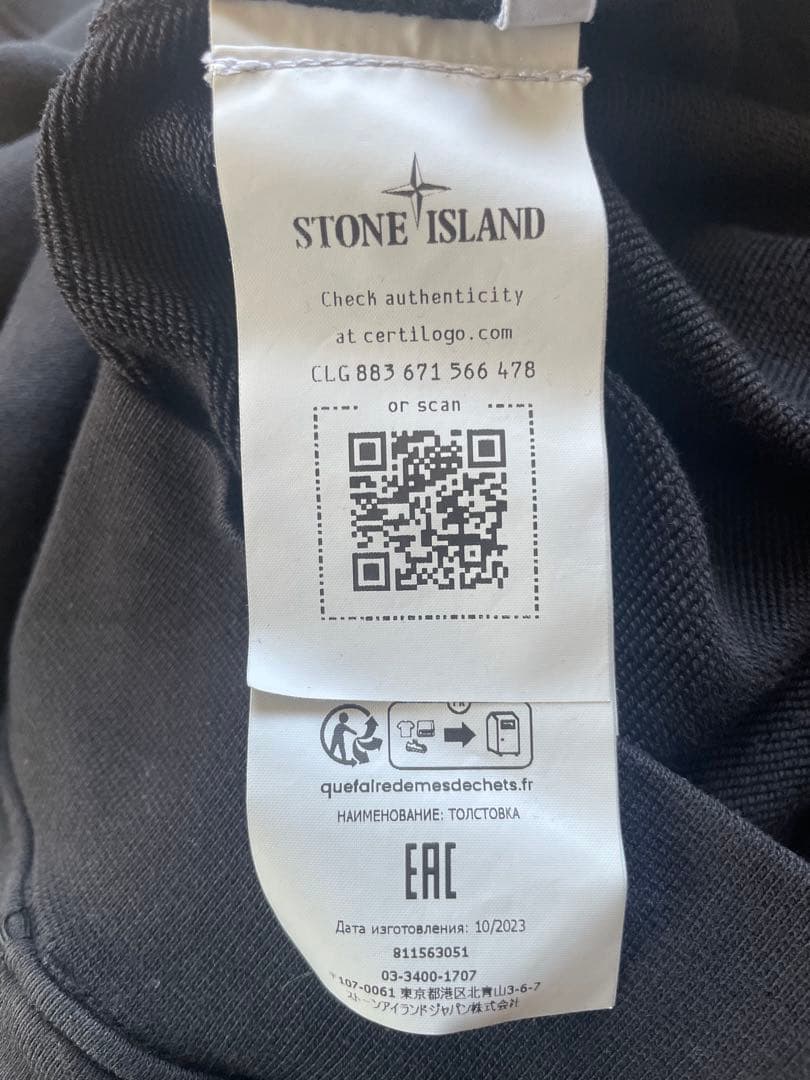 STONE ISLAND
Check authenticity
at certilogo.com
CLG 883 671 566 478
or scan
FR
quefairedemesdechets.fr
НАИМЕНОВАНИЕ: ТОЛСТОВКА
EAC
Дата изготовления: 10/2023
811563051
03-3400-1707
〒107-0061 東京都港区北青山3-6-7
ストーンアイランドジャパン株式会社